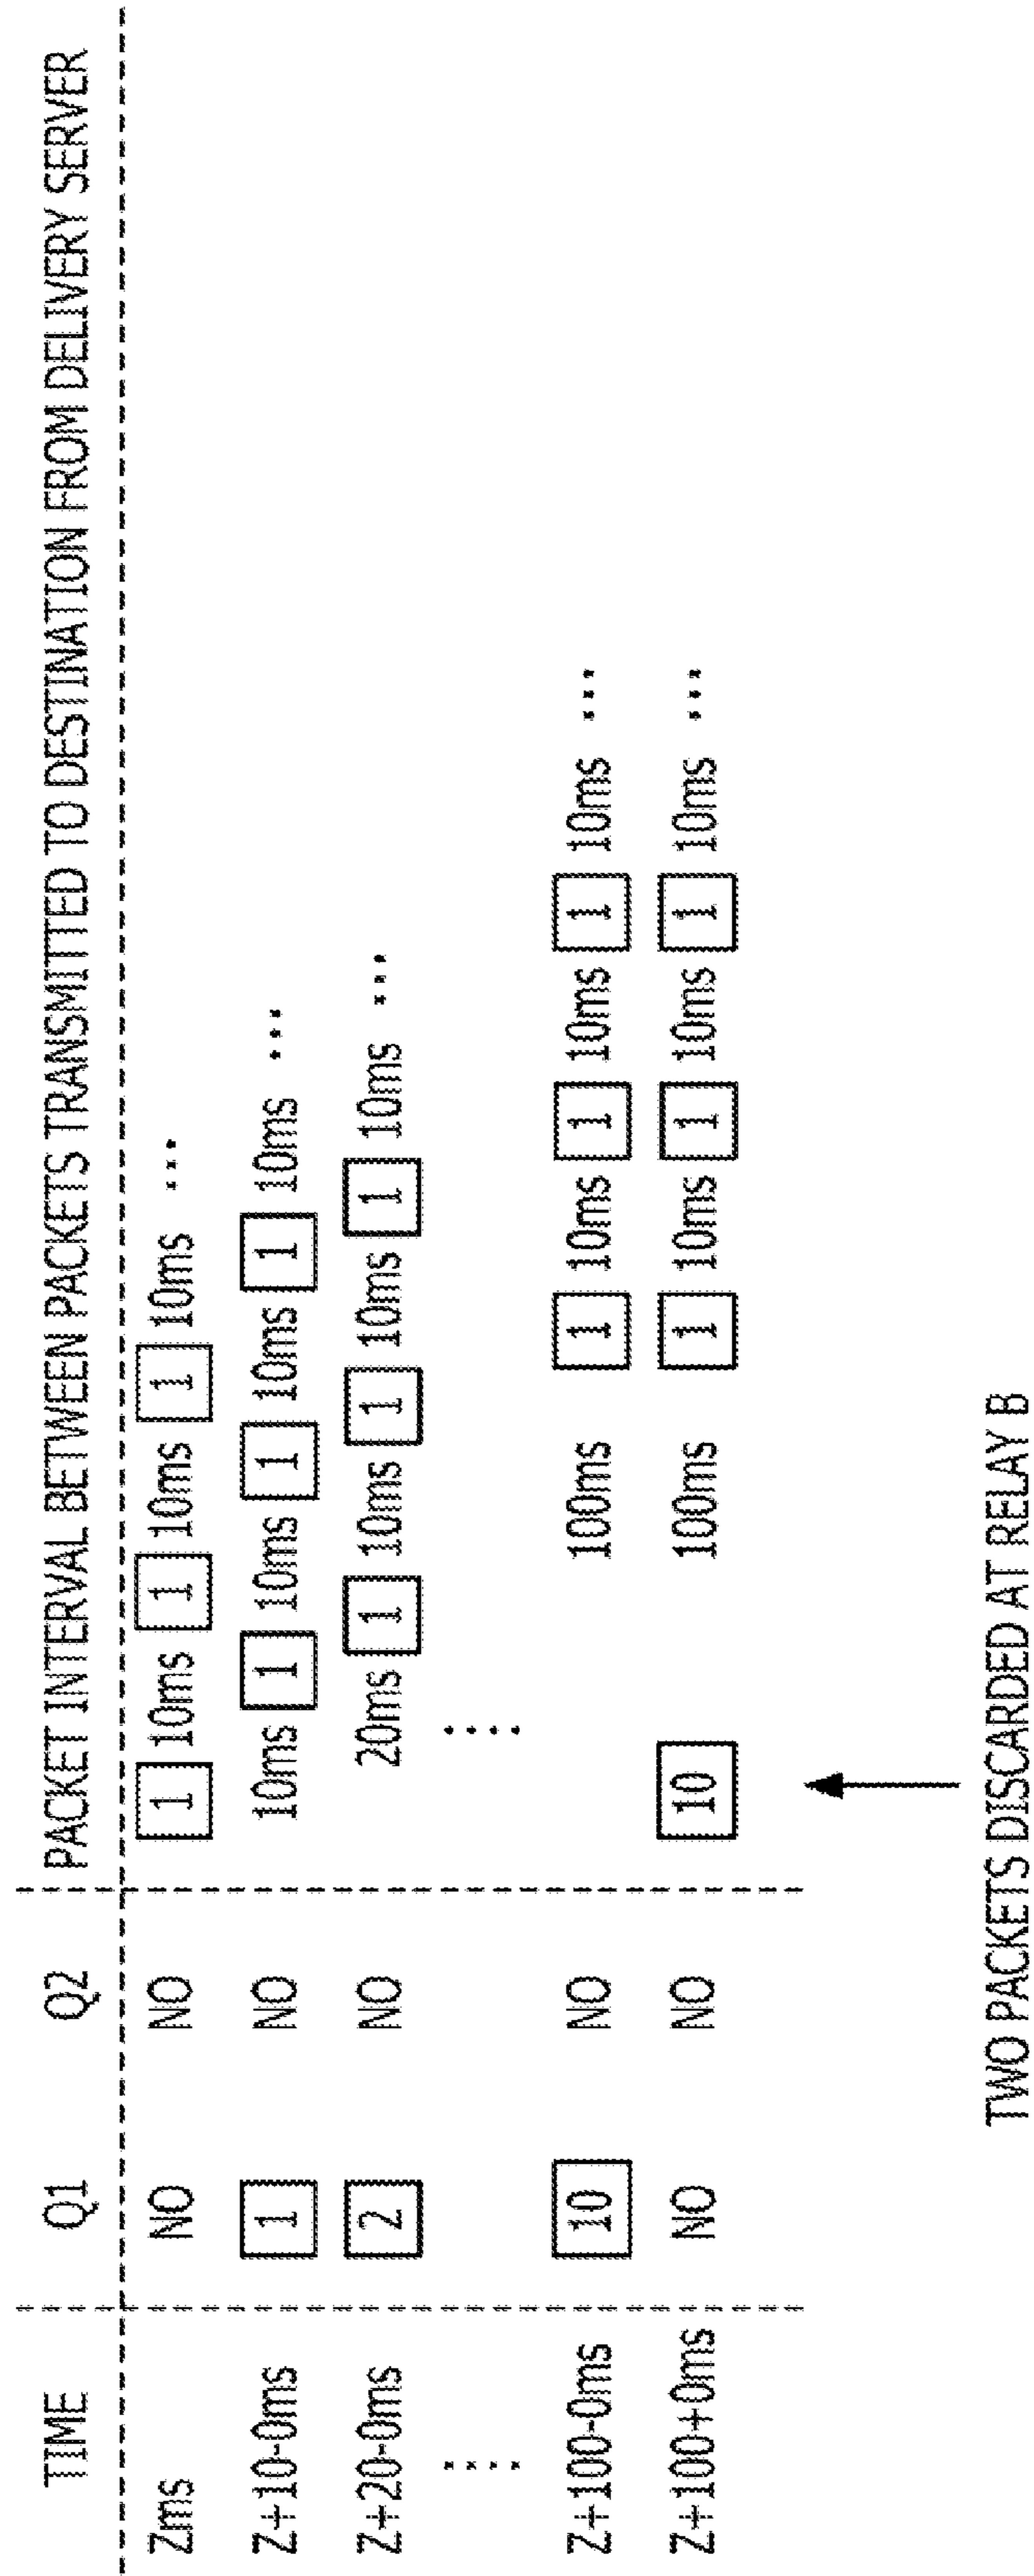 TIME Q1 Q2 PACKET INTERVAL BETWEEN PACKETS TRANSMITTED TO DESTINATION FROM DELIVERY SERVER
Zms NO NO 1 10ms 1 10ms 1 10ms ...
Z+10-0ms 1 NO 10ms 1 10ms 1 10ms 1 10ms ...
Z+20-0ms 2 NO 20ms 1 10ms 1 10ms 1 10ms ...
Z+100-0ms 10 NO 100ms 1 10ms 1 10ms 1 10ms ...
Z+100+0ms NO NO 10 100ms 1 10ms 1 10ms 1 10ms ...
TWO PACKETS DISCARDED AT RELAY B